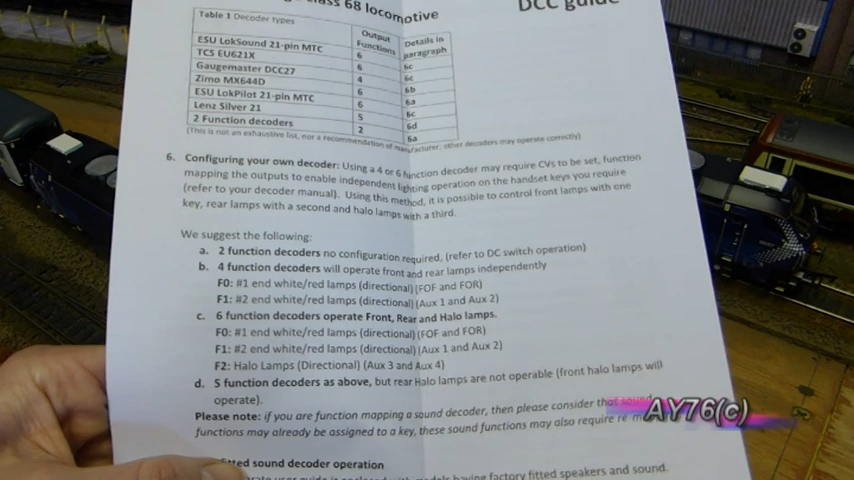 class 68 locomotive
DCC guide
Table 1 Decoder types
Output Functions
Details in paragraph
ESU LokSound 21-pin MTC 6 6c
TCS EU621X 6 6c
Gaugemaster DCC27 4 6b
Zimo MX644D 6 6a
ESU LokPilot 21-pin MTC 6 6c
Lenz Silver 21 5 6d
2 Function decoders 2 6a
(This is not an exhaustive list, nor a recommendation of manufacturer; other decoders may operate correctly)
6. Configuring your own decoder: Using a 4 or 6 function decoder may require CVs to be set, function
mapping the outputs to enable independent lighting operation on the handset keys you require
(refer to your decoder manual). Using this method, it is possible to control front lamps with one
key, rear lamps with a second and halo lamps with a third.
We suggest the following:
a. 2 function decoders no configuration required, (refer to DC switch operation)
b. 4 function decoders will operate front and rear lamps independently
F0: #1 end white/red lamps (directional) (FOF and FOR)
F1: #2 end white/red lamps (directional) (Aux 1 and Aux 2)
c. 6 function decoders operate Front, Rear and Halo lamps.
F0: #1 end white/red lamps (directional) (FOF and FOR)
F1: #2 end white/red lamps (directional) (Aux 1 and Aux 2)
F2: Halo Lamps (Directional) (Aux 3 and Aux 4)
d. 5 function decoders as above, but rear Halo lamps are not operable (front halo lamps will
operate).
Please note: if you are function mapping a sound decoder, then please consider that sound
functions may already be assigned to a key, these sound functions may also require
AY76(c)
fitted sound decoder operation
user guide is enclosed with models having factory fitted speakers and sound.